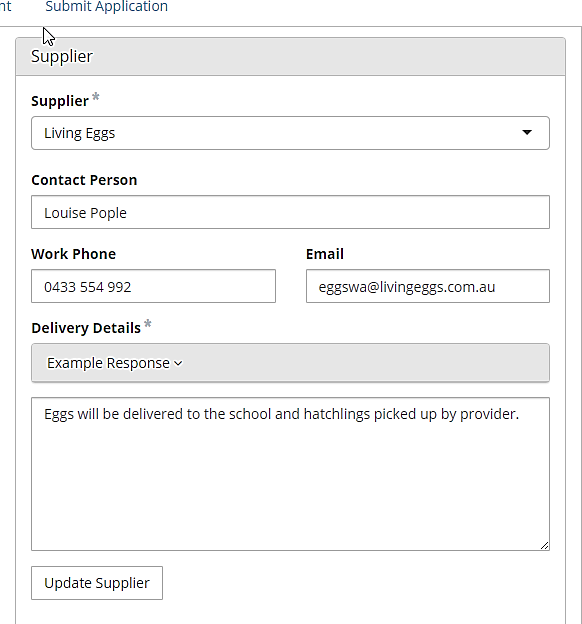 nt Submit Application
Supplier
Supplier *
Living Eggs
Contact Person
Louise Pople
Work Phone Email
0433 554 992 eggswa@livingeggs.com.au
Delivery Details *
Example Response
Eggs will be delivered to the school and hatchlings picked up by provider.
Update Supplier